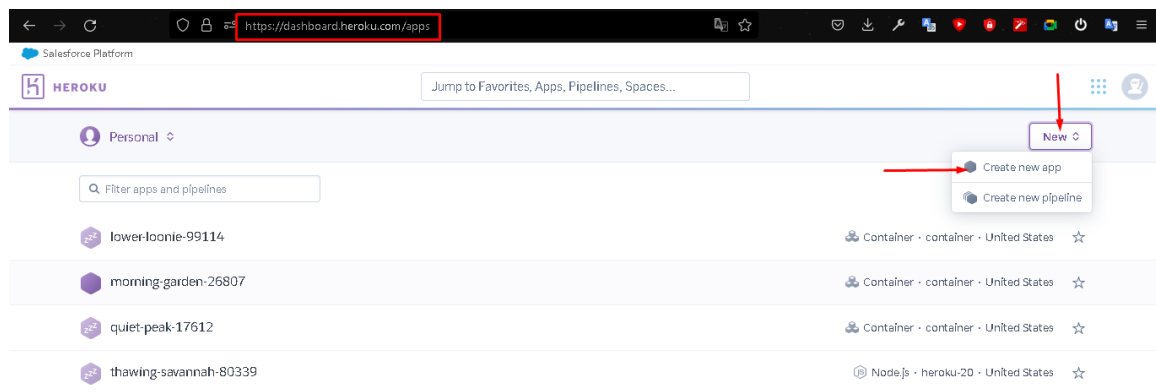 https://dashboard.heroku.com/apps
Salesforce Platform
HEROKU
Jump to Favorites, Apps, Pipelines, Spaces...
Personal
New
Create new app
Create new pipeline
Filter apps and pipelines
lower-loonie-99114 Container · container · United States
morning-garden-26807 Container · container · United States
quiet-peak-17612 Container · container · United States
thawing-savannah-80339 Node.js · heroku-20 · United States